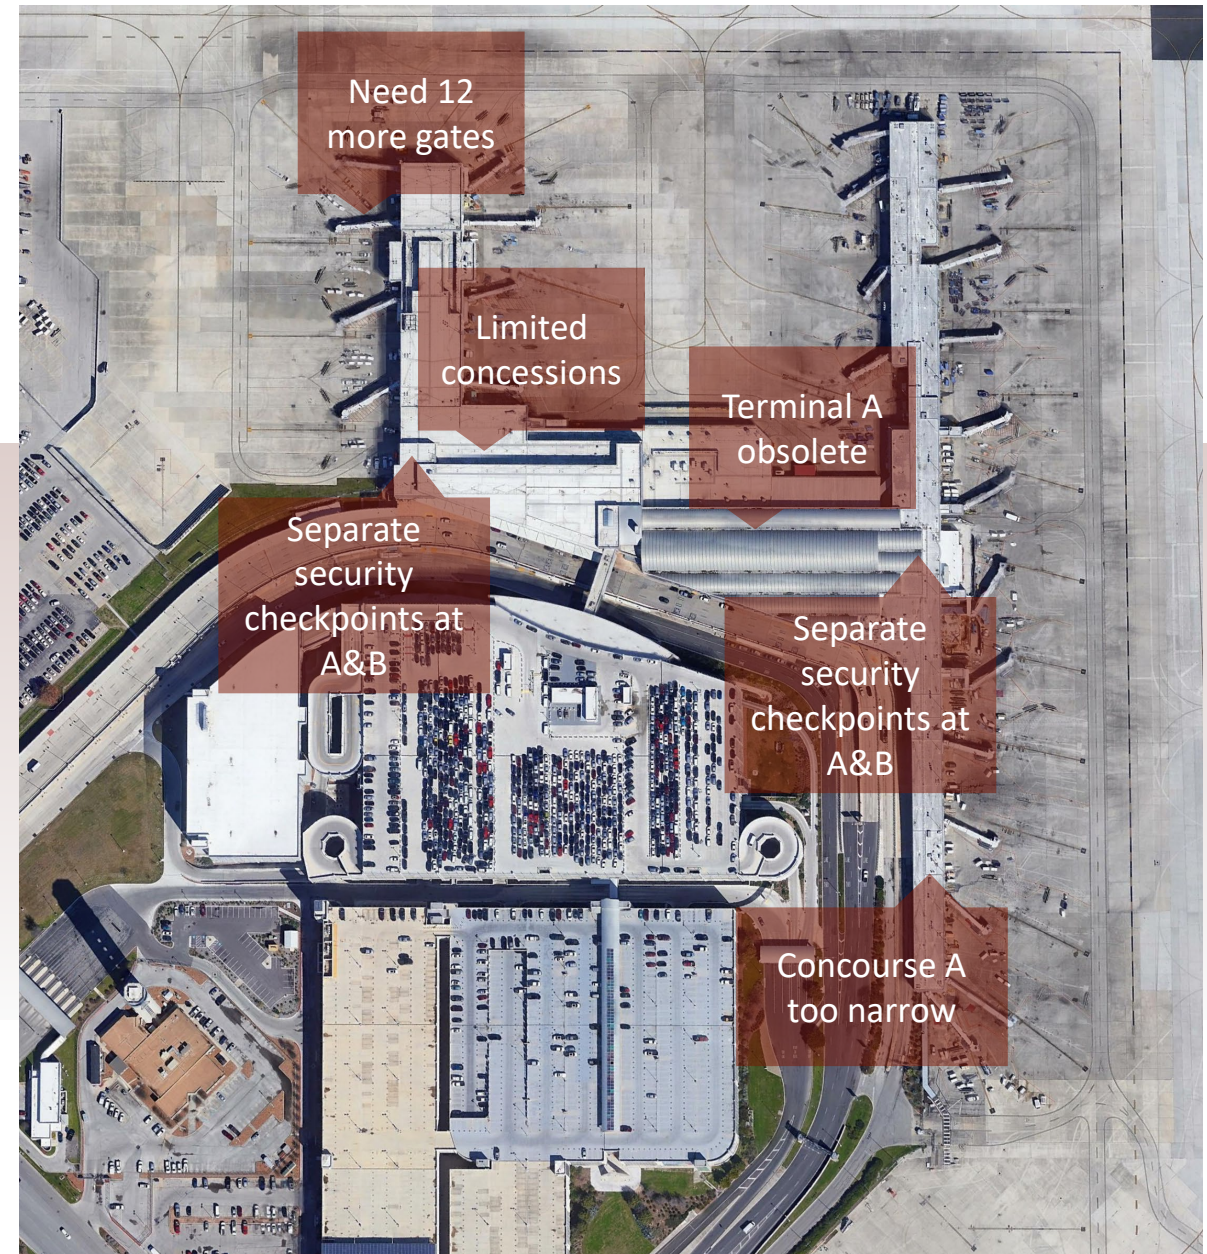 Need 12
more gates
Limited
concessions
Terminal A
obsolete
Separate
security
checkpoints at
A&B
Separate
security
checkpoints at
A&B
Concourse A
too narrow